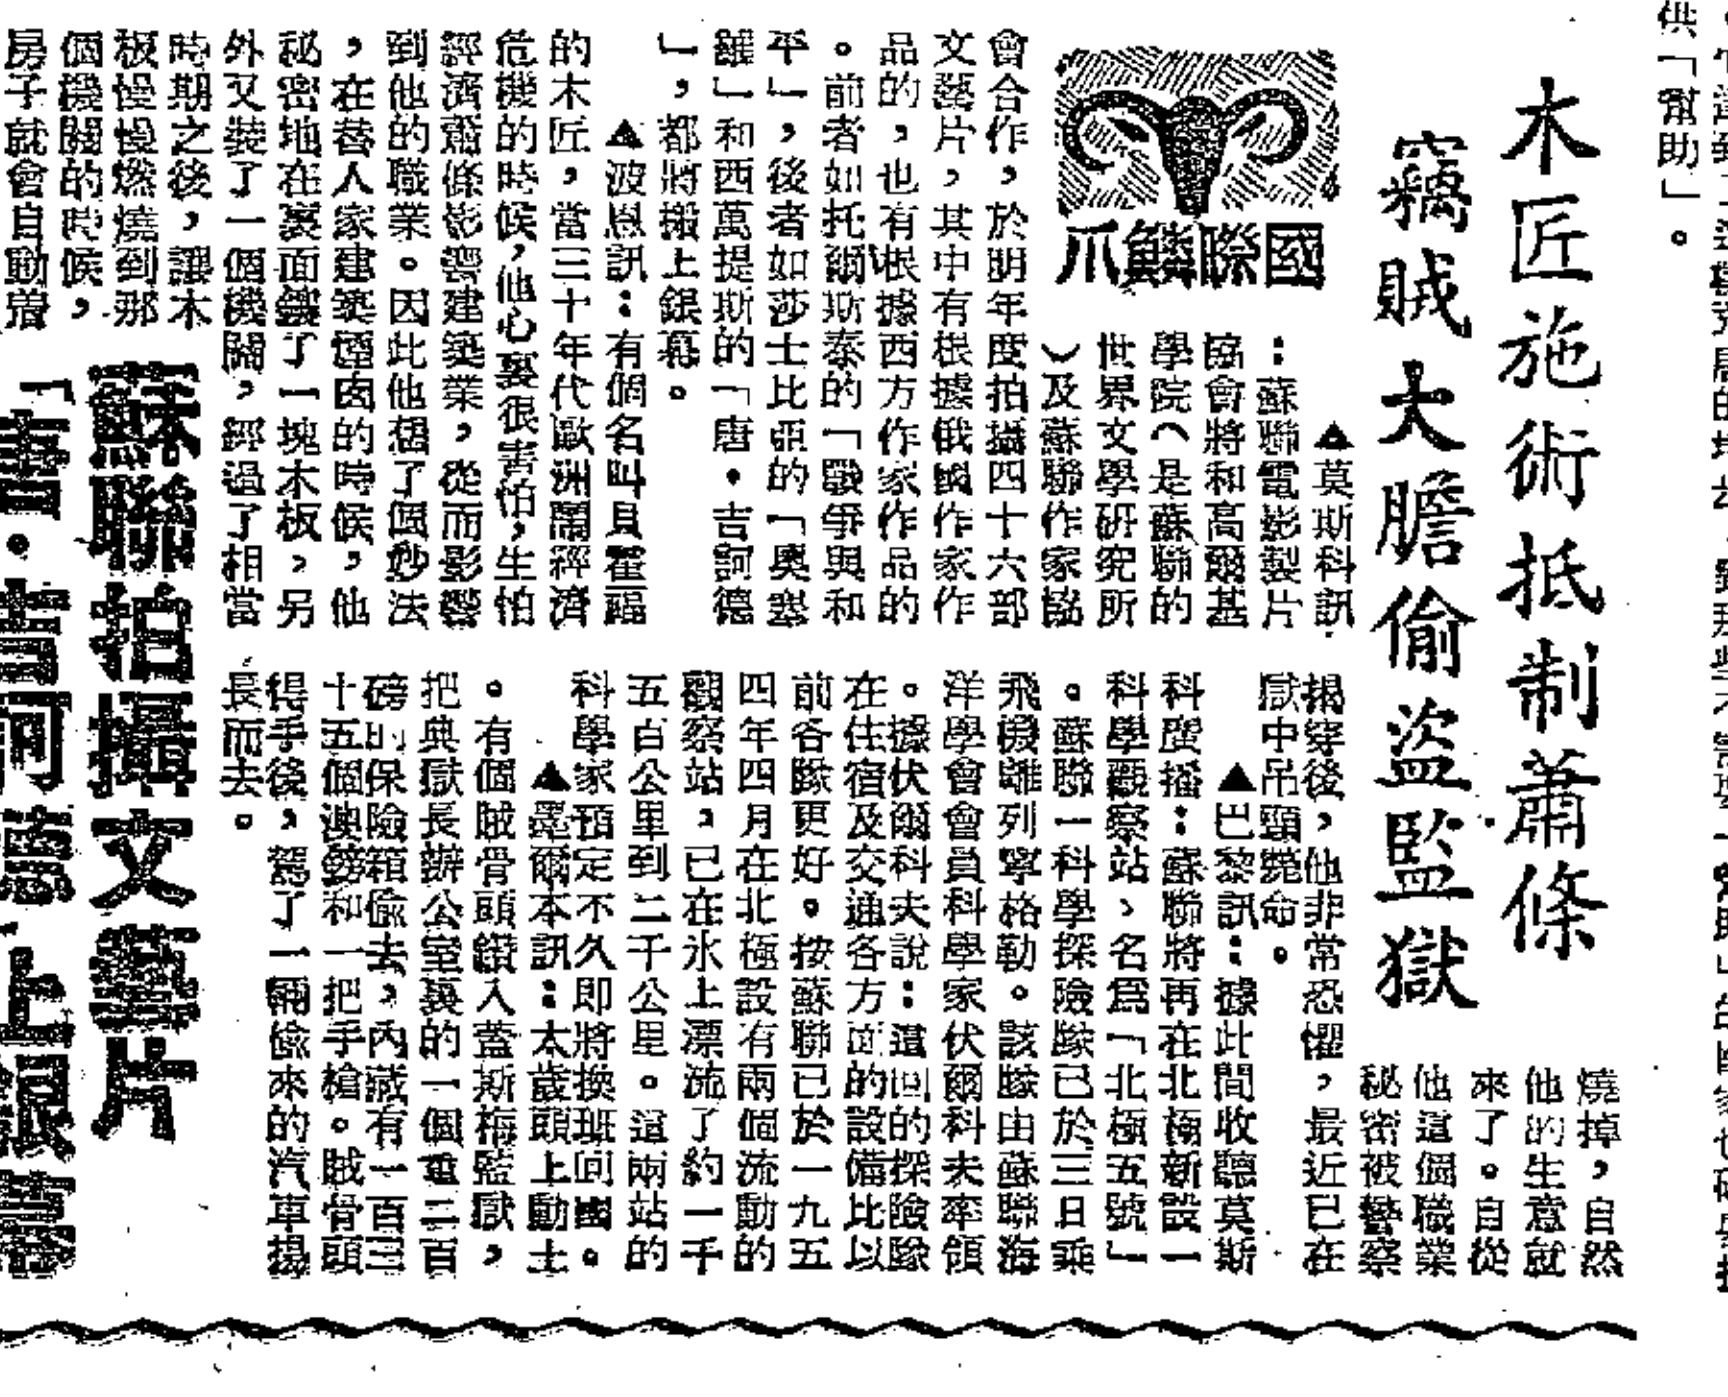 供「幫助」。
木匠施術抵制蕭條
竊賊大膽偷盜監獄
國際鱗爪
▲莫斯科訊
：蘇聯電影製片
協會將和高爾基
學院（是蘇聯的
世界文學研究所
）及蘇聯作家協
會合作，於明年度拍攝四十六部
文藝片，其中有根據俄國作家作
品的，也有根據西方作家作品的
。前者如托爾斯泰的「戰爭與和
平」，後者如莎士比亞的「奧塞
羅」和西萬提斯的「唐．吉訶德
」，都將搬上銀幕。
▲波恩訊：有個名叫貝霍福
的木匠，當三十年代歐洲鬧經濟
危機的時候，他心裏很害怕，生怕
經濟蕭條影響建築業，從而影響
到他的職業。因此他想了個妙法
，在替人家建築煙囪的時候，他
秘密地在裏面鑲了一塊木板，另
外又裝了一個機關，經過了相當
時期之後，讓木
板慢慢燃燒到那
個機關的時候，
房子就會自動着
燒掉，自然
他的生意就
來了。自從
他這個職業
秘密被警察
揭穿後，他非常恐懼，最近已在
獄中吊頸斃命。
▲巴黎訊：據此間收聽莫斯
科廣播：蘇聯將再在北極新設一
科學觀察站，名為「北極五號」
。蘇聯一科學探險隊已於三日乘
飛機離列寧格勒。該隊由蘇聯海
洋學會會員科學家伏爾科夫率領
。據伏爾科夫說：這回的探險隊
在住宿及交通各方面的設備比以
前各隊更好。按蘇聯已於一九五
四年四月在北極設有兩個流動的
觀察站，已在氷上漂流了約一千
五百公里到二千公里。這兩站的
科學家預定不久即將換班回國。
▲墨爾本訊：太歲頭上動土
。有個賊骨頭鑽入蓋斯梅監獄，
把典獄長辦公室裏的一個重二百
磅的保險箱偷去，內藏有一百三
十五個澳鎊和一把手槍。賊骨頭
得手後，駕了一輛偷來的汽車揚
長而去。
蘇聯拍攝文藝片
「唐．吉訶德」上銀幕